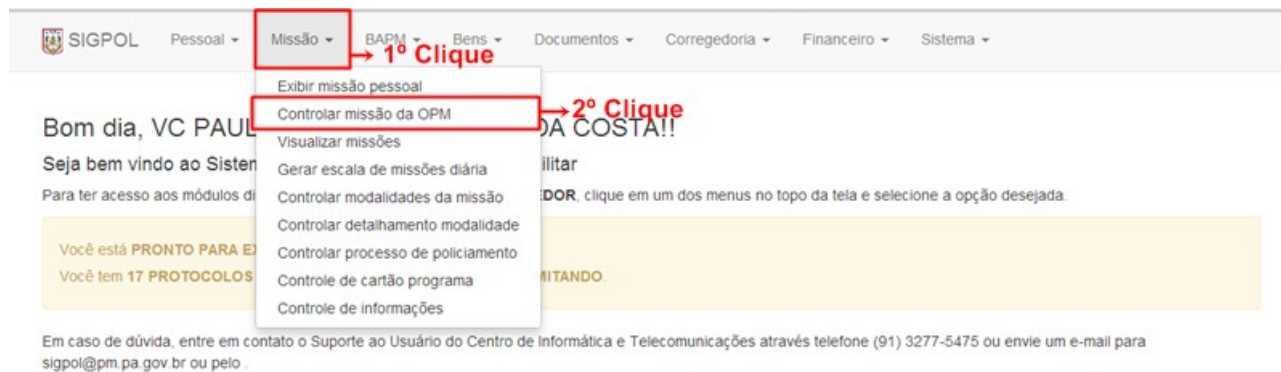 SIGPOL Pessoal Missão BAPM Bens Documentos Corregedoria Financeiro Sistema
1º Clique
Exibir missão pessoal
Controlar missão da OPM
2º Clique
Visualizar missões
Gerar escala de missões diária
Controlar modalidades da missão
Controlar detalhamento modalidade
Controlar processo de policiamento
Controle de cartão programa
Controle de informações
Bom dia, VC PAUL DA COSTA!!
Seja bem vindo ao Sistem ilitar
Para ter acesso aos módulos di EDOR, clique em um dos menus no topo da tela e selecione a opção desejada.
Você está PRONTO PARA EX
Você tem 17 PROTOCOLOS MITANDO.
Em caso de dúvida, entre em contato o Suporte ao Usuário do Centro de Informática e Telecomunicações através telefone (91) 3277-5475 ou envie um e-mail para
sigpol@pm.pa.gov.br ou pelo .